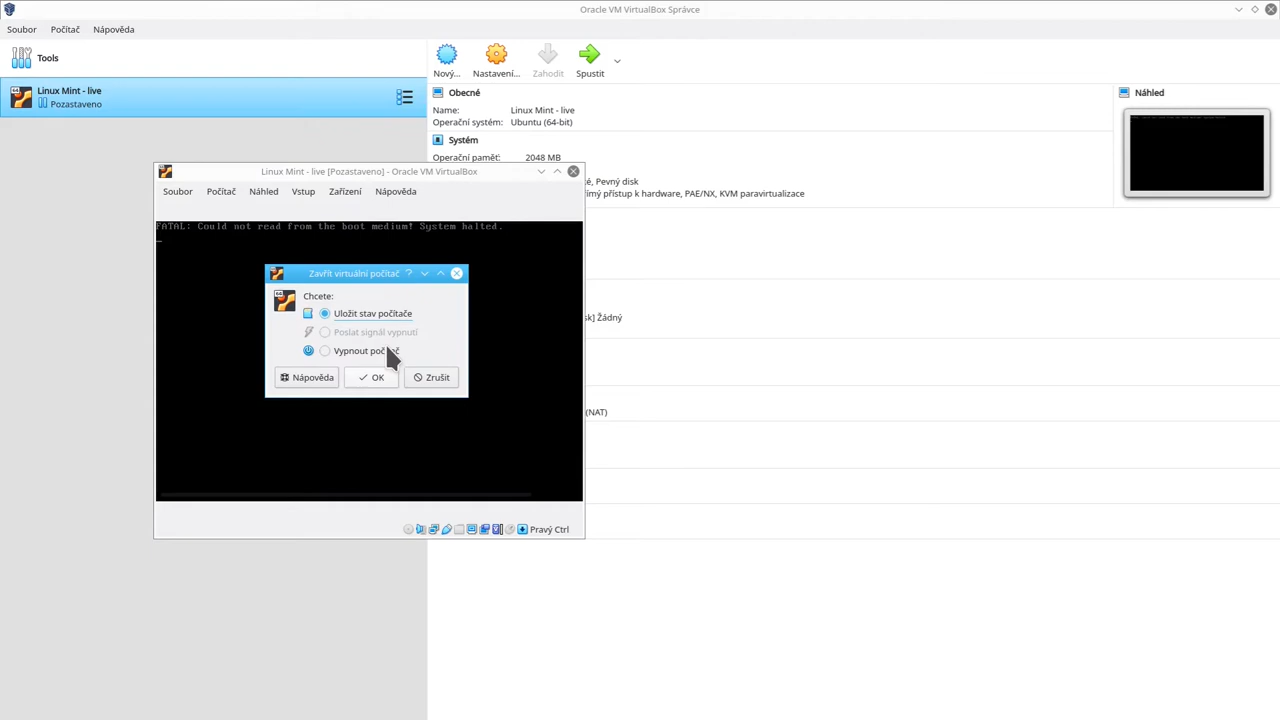 Oracle VM VirtualBox Správce
Soubor Počítač Nápověda
Tools
Linux Mint - live
Pozastaveno
Nový... Nastavení... Zahodit Spustit
Obecné
Name: Linux Mint - live
Operační systém: Ubuntu (64-bit)
Systém
Operační paměť: 2048 MB
é, Pevný disk
ímý přístup k hardware, PAE/NX, KVM paravirtualizace
k] Žádný
(NAT)
Náhled
Linux Mint - live [Pozastaveno] - Oracle VM VirtualBox
Soubor Počítač Náhled Vstup Zařízení Nápověda
FATAL: Could not read from the boot medium! System halted.
Zavřít virtuální počítač
Chcete:
Uložit stav počítače
Poslat signál vypnutí
Vypnout počítač
Nápověda OK Zrušit
Pravý Ctrl